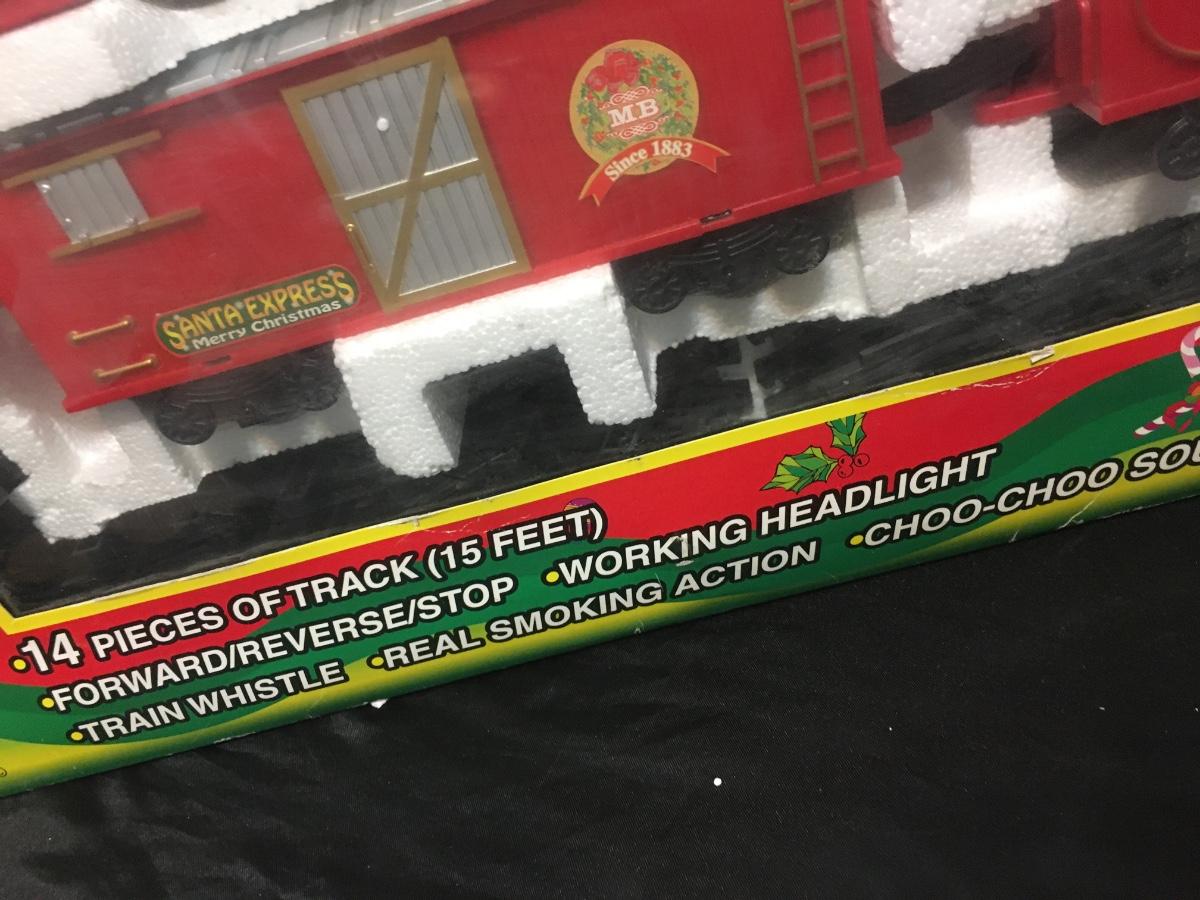 MB
Since 1883
SANTA EXPRESS
Merry Christmas
•14 PIECES OF TRACK (15 FEET)
•FORWARD/REVERSE/STOP •WORKING HEADLIGHT
•TRAIN WHISTLE •REAL SMOKING ACTION •CHOO-CHOO